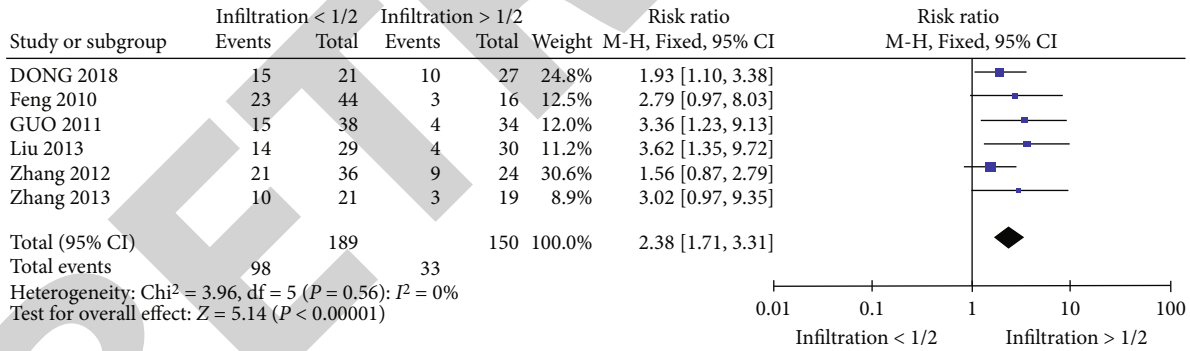 Infiltration < 1/2 Infiltration > 1/2 Risk ratio Risk ratio
Study or subgroup Events Total Events Total Weight M-H, Fixed, 95% CI M-H, Fixed, 95% CI
DONG 2018 15 21 10 27 24.8% 1.93 [1.10, 3.38]
Feng 2010 23 44 3 16 12.5% 2.79 [0.97, 8.03]
GUO 2011 15 38 4 34 12.0% 3.36 [1.23, 9.13]
Liu 2013 14 29 4 30 11.2% 3.62 [1.35, 9.72]
Zhang 2012 21 36 9 24 30.6% 1.56 [0.87, 2.79]
Zhang 2013 10 21 3 19 8.9% 3.02 [0.97, 9.35]
Total (95% CI) 189 150 100.0% 2.38 [1.71, 3.31]
Total events 98 33
Heterogeneity: Chi² = 3.96, df = 5 (P = 0.56): I² = 0%
Test for overall effect: Z = 5.14 (P < 0.00001)
0.01 0.1 1 10 100
Infiltration < 1/2 Infiltration > 1/2